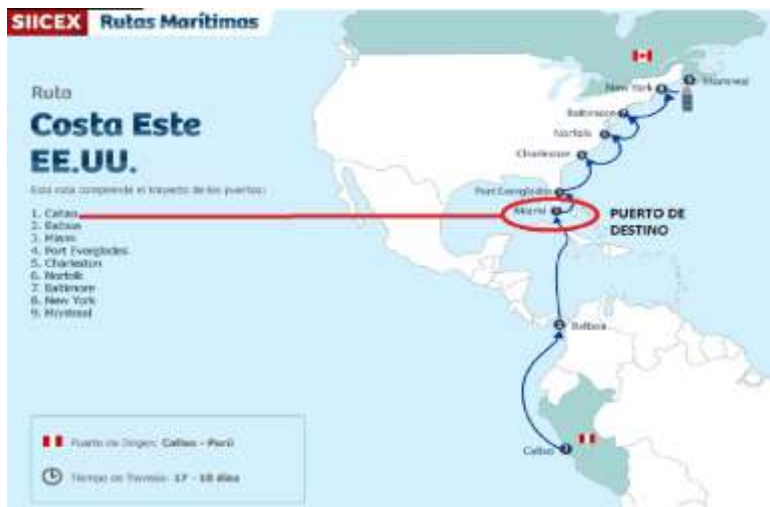 SIICEX Rutas Marítimas
Ruta
Costa Este
EE.UU.
Esta ruta comprende el trayecto de los puertos:
1. Callao
2. Balboa
3. Miami
4. Port Everglades
5. Charleston
6. Norfolk
7. Baltimore
8. New York
9. Montreal
Puerto de Origen: Callao - Perú
Tiempo de Travesía: 17 - 18 días
Montreal
New York
Baltimore
Norfolk
Charleston
Port Everglades
Miami
PUERTO DE
DESTINO
Balboa
Callao